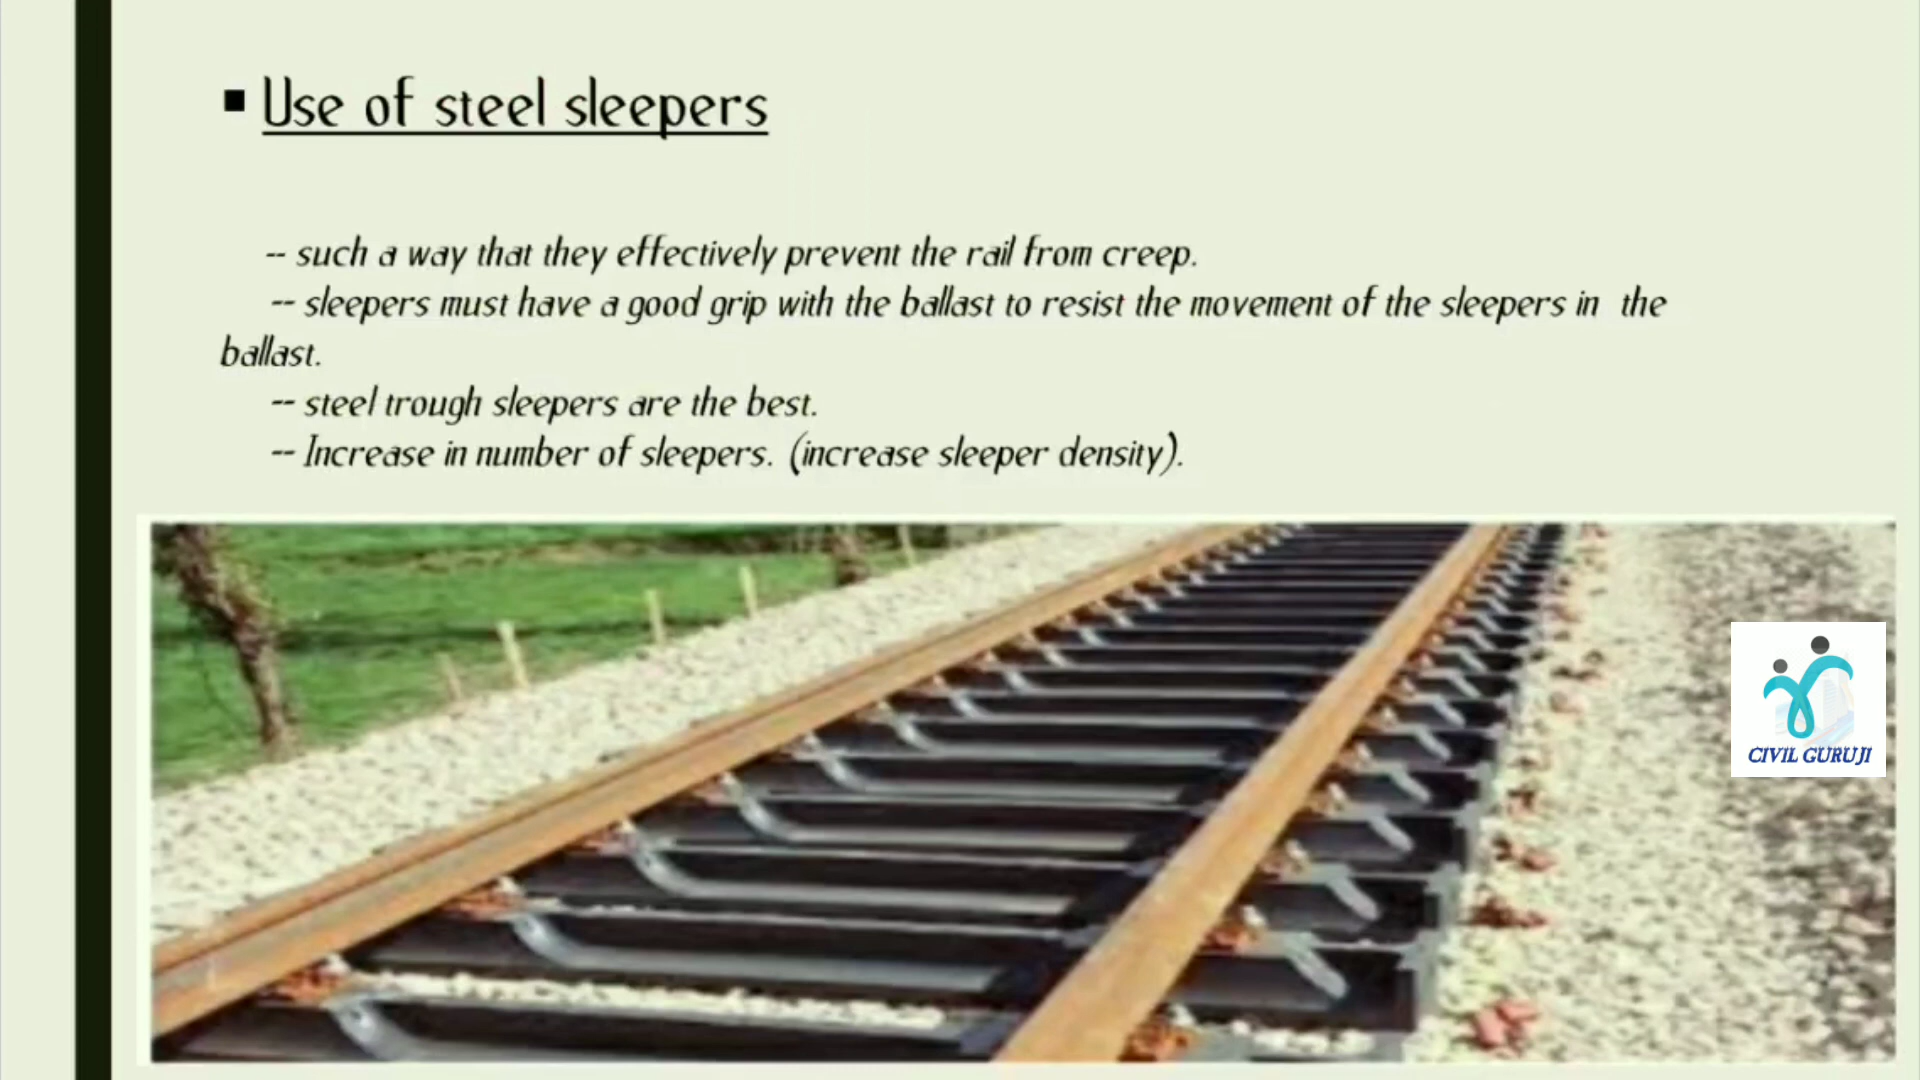 ▪ Use of steel sleepers
-- such a way that they effectively prevent the rail from creep.
-- sleepers must have a good grip with the ballast to resist the movement of the sleepers in the
ballast.
-- steel trough sleepers are the best.
-- Increase in number of sleepers. (increase sleeper density).
CIVIL GURUJI